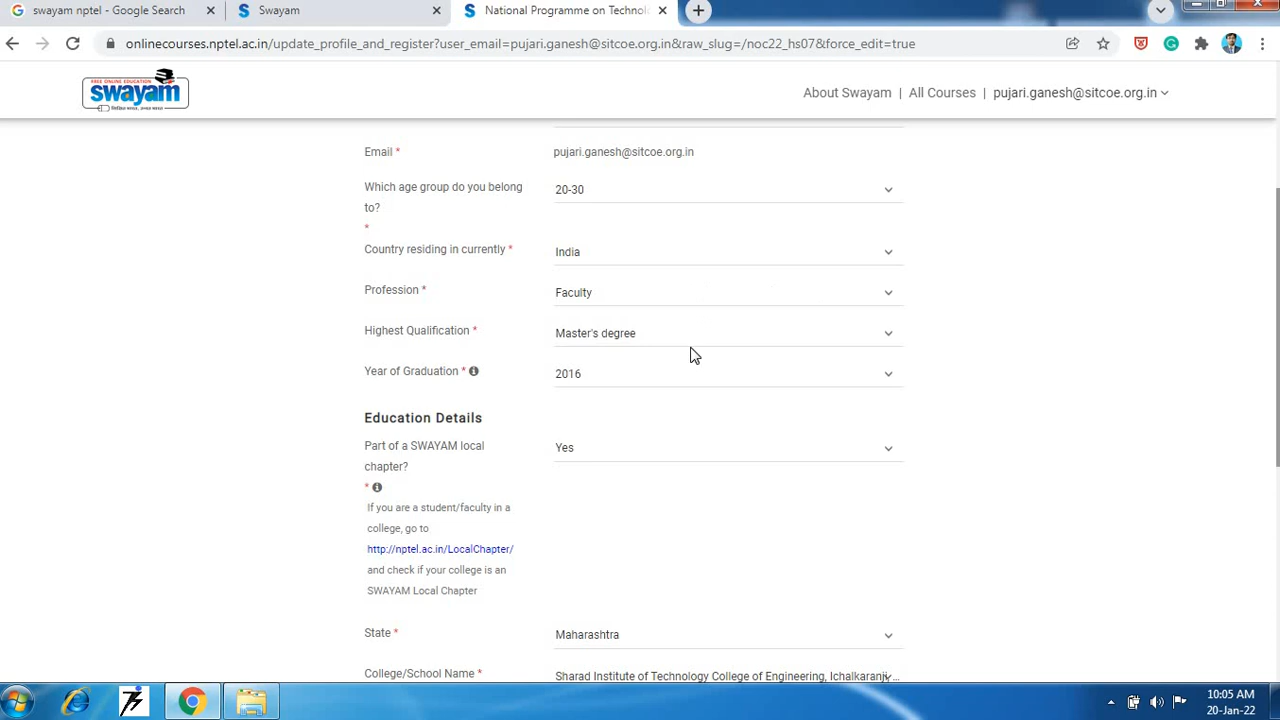 swayam nptel - Google Search
Swayam
National Programme on Technolo
onlinecourses.nptel.ac.in/update_profile_and_register?user_email=pujari.ganesh@sitcoe.org.in&raw_slug=/noc22_hs07&force_edit=true
FREE ONLINE EDUCATION
swayam
About Swayam | All Courses | pujari.ganesh@sitcoe.org.in
Email * pujari.ganesh@sitcoe.org.in
Which age group do you belong 20-30
to?
*
Country residing in currently * India
Profession * Faculty
Highest Qualification * Master's degree
Year of Graduation * 2016
Education Details
Part of a SWAYAM local Yes
chapter?
*
If you are a student/faculty in a
college, go to
http://nptel.ac.in/LocalChapter/
and check if your college is an
SWAYAM Local Chapter
State * Maharashtra
College/School Name * Sharad Institute of Technology College of Engineering, Ichalkaranji ...
10:05 AM
20-Jan-22